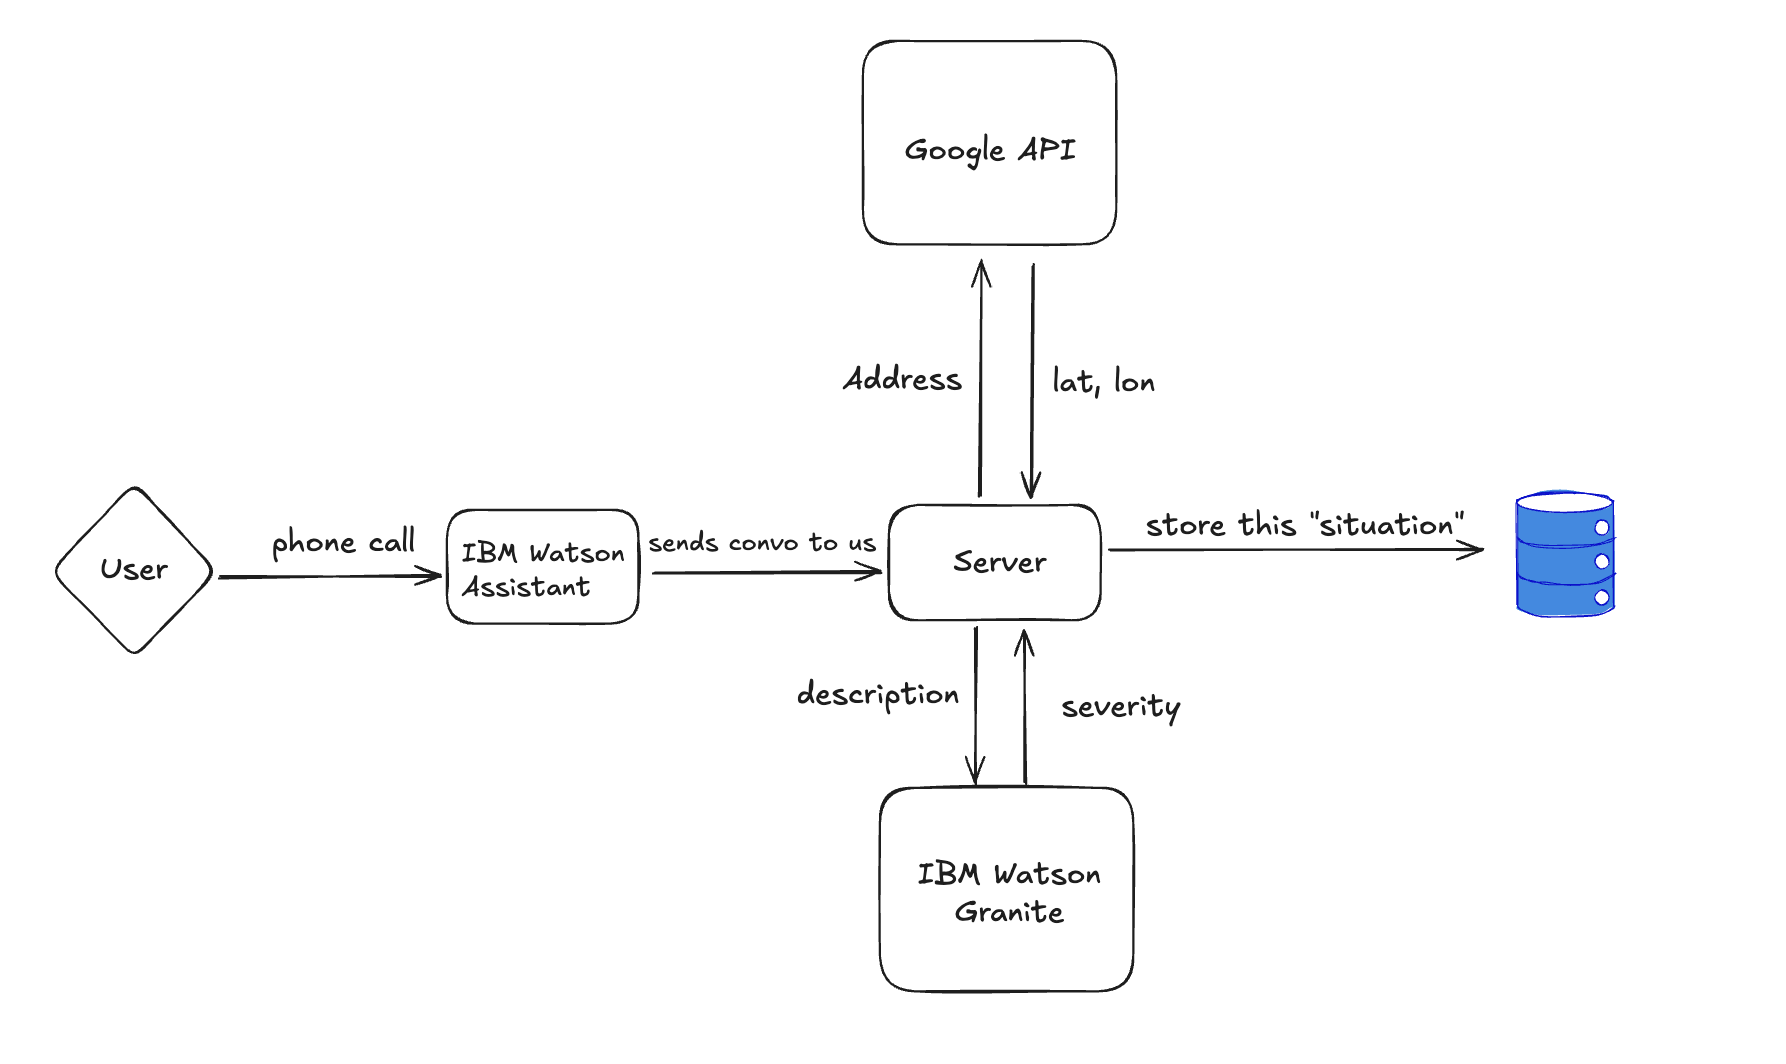 Google API
Address
lat, lon
User
phone call
IBM Watson
Assistant
sends convo to us
Server
store this "situation"
description
severity
IBM Watson
Granite